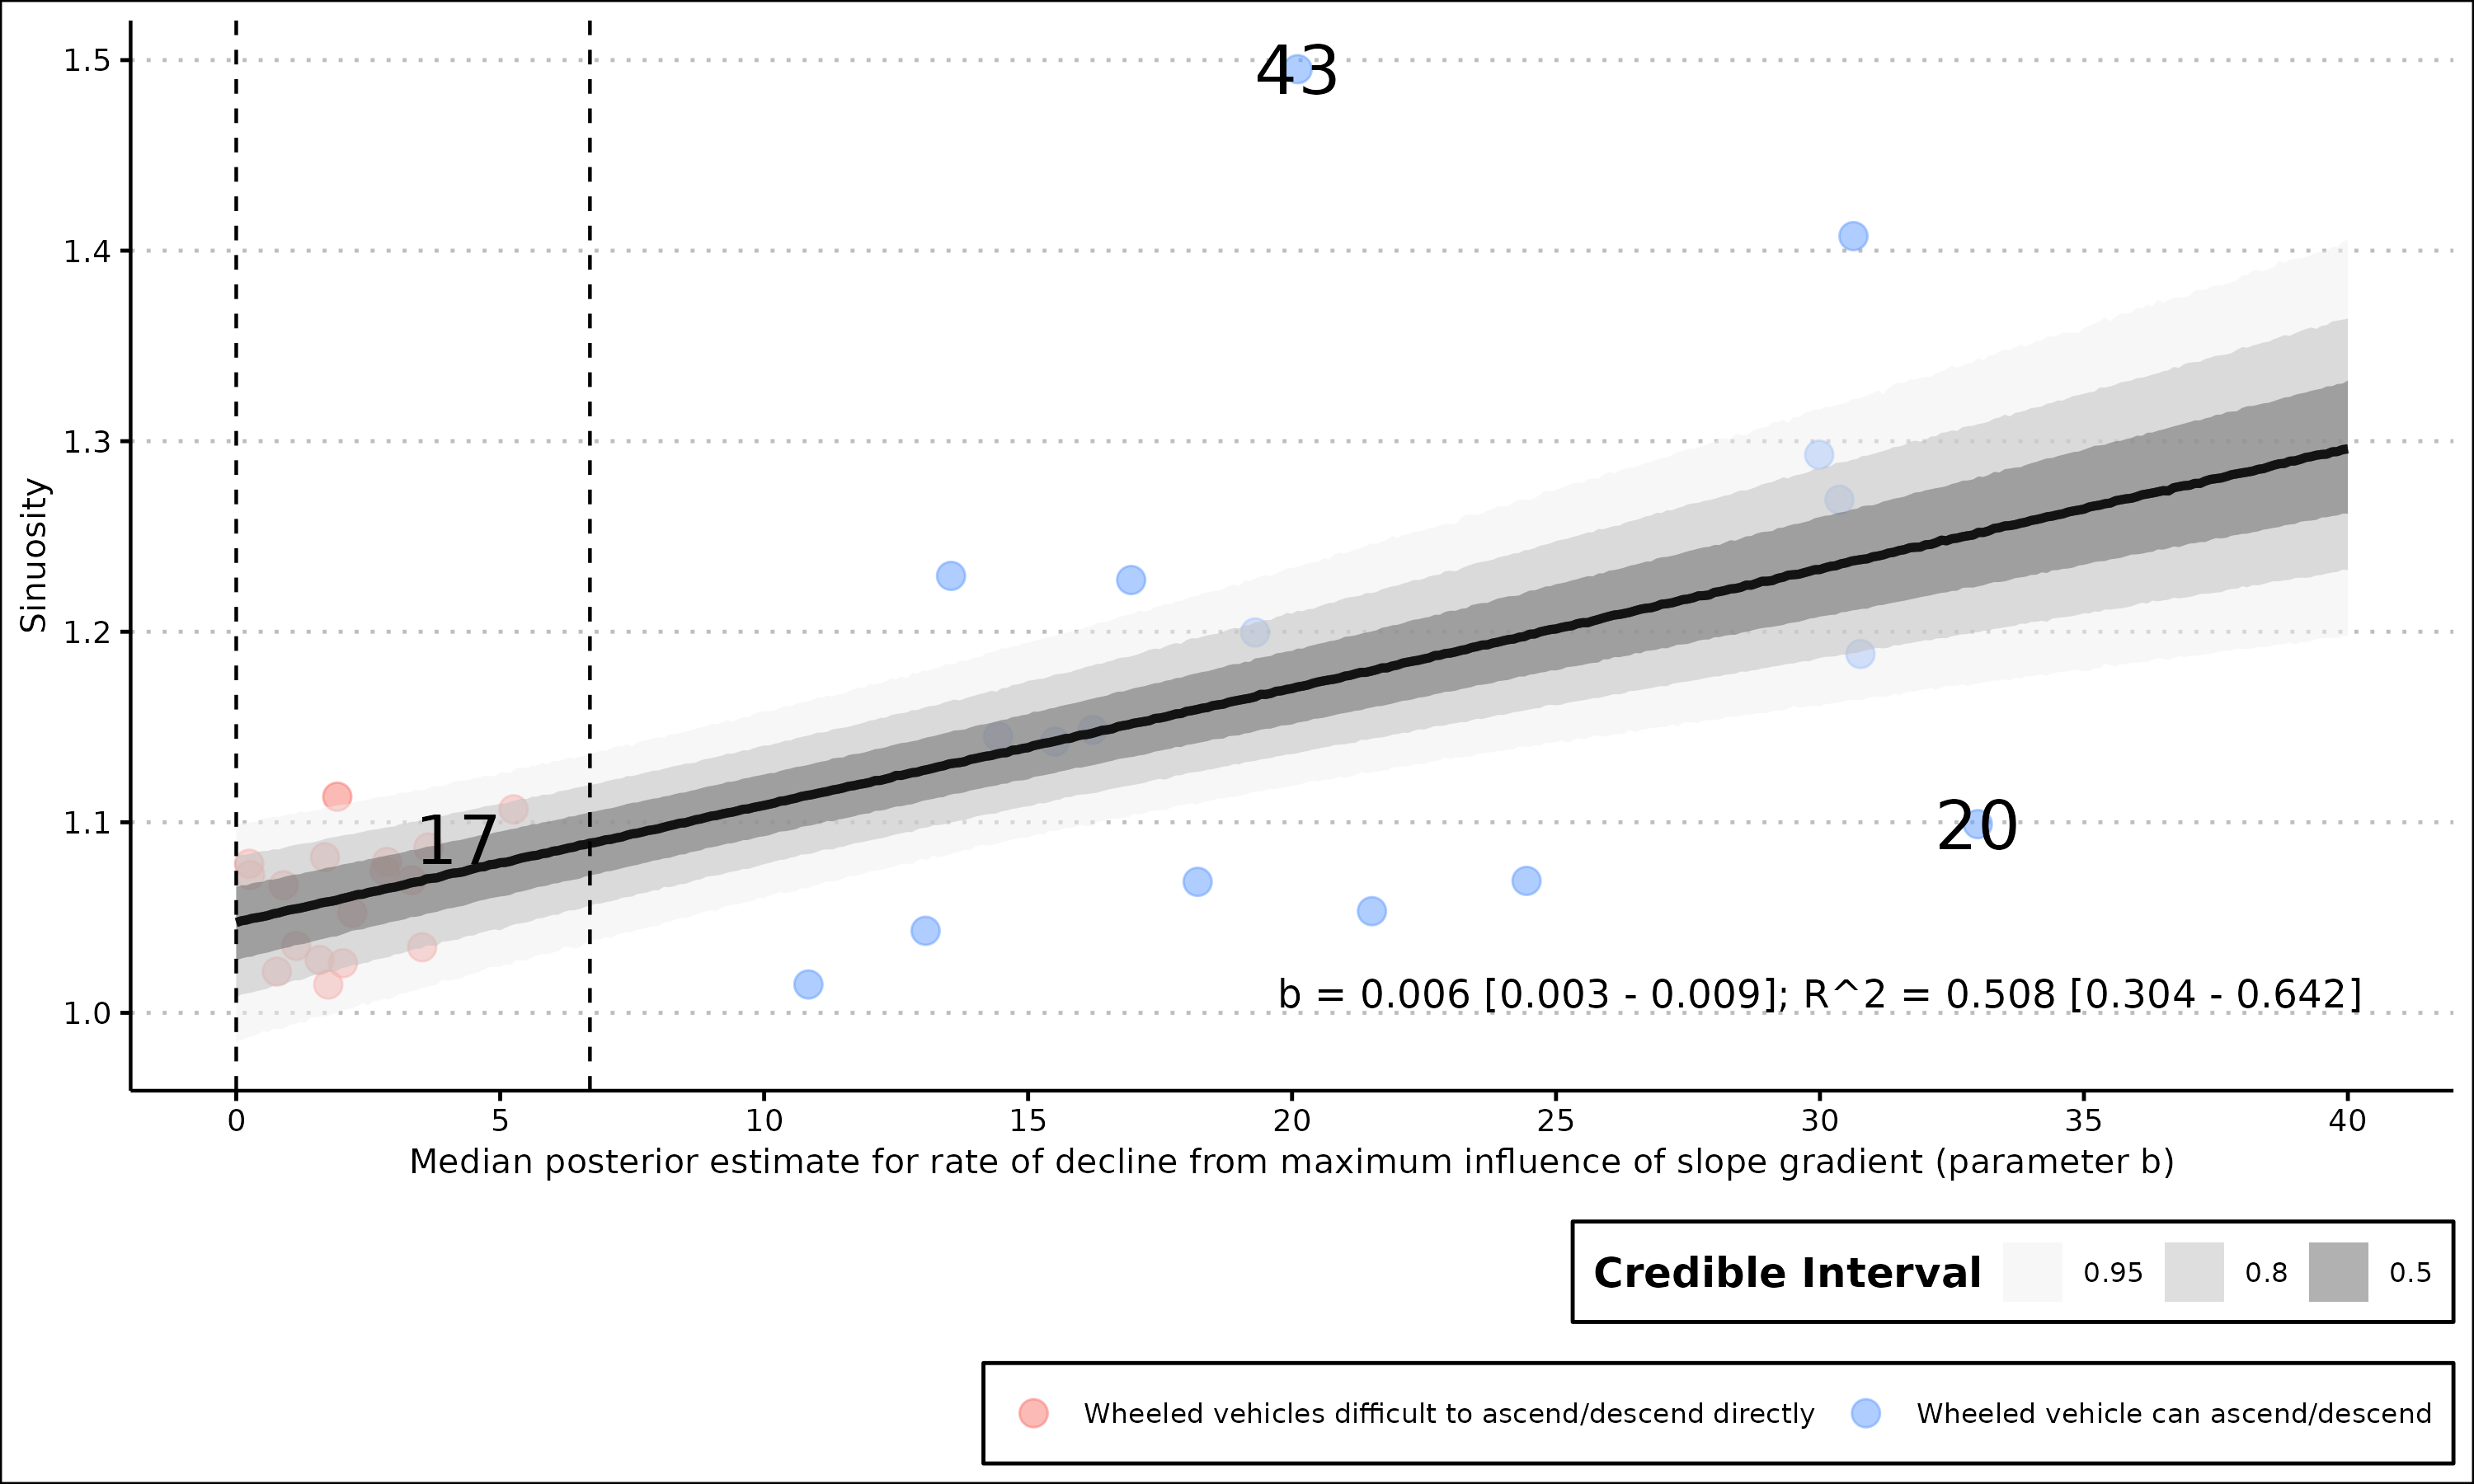 43
1.5
1.4
1.3
1.2
1.1
1.0
Sinuosity
17
20
b = 0.006 [0.003 - 0.009]; R^2 = 0.508 [0.304 - 0.642]
0 5 10 15 20 25 30 35 40
Median posterior estimate for rate of decline from maximum influence of slope gradient (parameter b)
Credible Interval 0.95 0.8 0.5
Wheeled vehicles difficult to ascend/descend directly Wheeled vehicle can ascend/descend